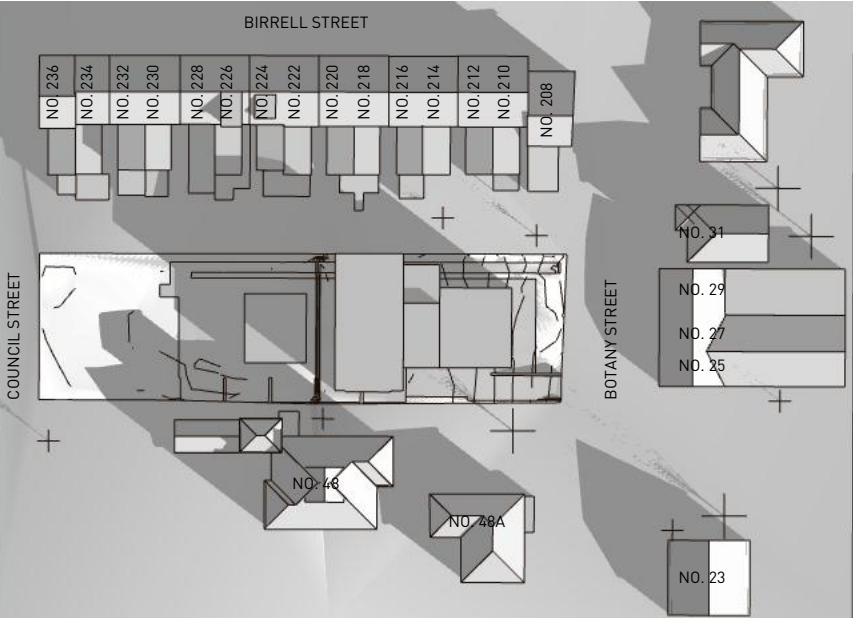 BIRRELL STREET
NO. 236
NO. 234
NO. 232
NO. 230
NO. 228
NO. 226
NO. 224
NO. 222
NO. 220
NO. 218
NO. 216
NO. 214
NO. 212
NO. 210
NO. 208
NO. 31
NO. 29
NO. 27
NO. 25
COUNCIL STREET
BOTANY STREET
NO. 48
NO. 48A
NO. 23